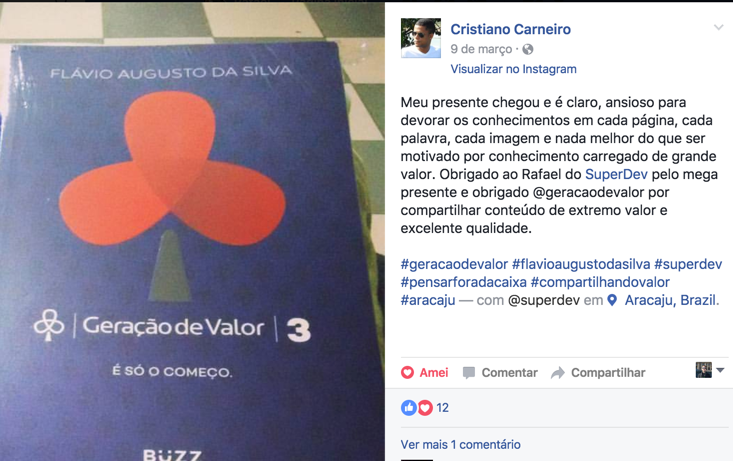 FLÁVIO AUGUSTO DA SILVA
Geração de Valor 3
É SÓ O COMEÇO.
BUZZ
Cristiano Carneiro
9 de março ·
Visualizar no Instagram
Meu presente chegou e é claro, ansioso para
devorar os conhecimentos em cada página, cada
palavra, cada imagem e nada melhor do que ser
motivado por conhecimento carregado de grande
valor. Obrigado ao Rafael do SuperDev pelo mega
presente e obrigado @geracaodevalor por
compartilhar conteúdo de extremo valor e
excelente qualidade.
#geracaodevalor #flavioaugustodasilva #superdev
#pensarforadacaixa #compartilhandovalor
#aracaju — com @superdev em Aracaju, Brazil.
Amei Comentar Compartilhar
12
Ver mais 1 comentário